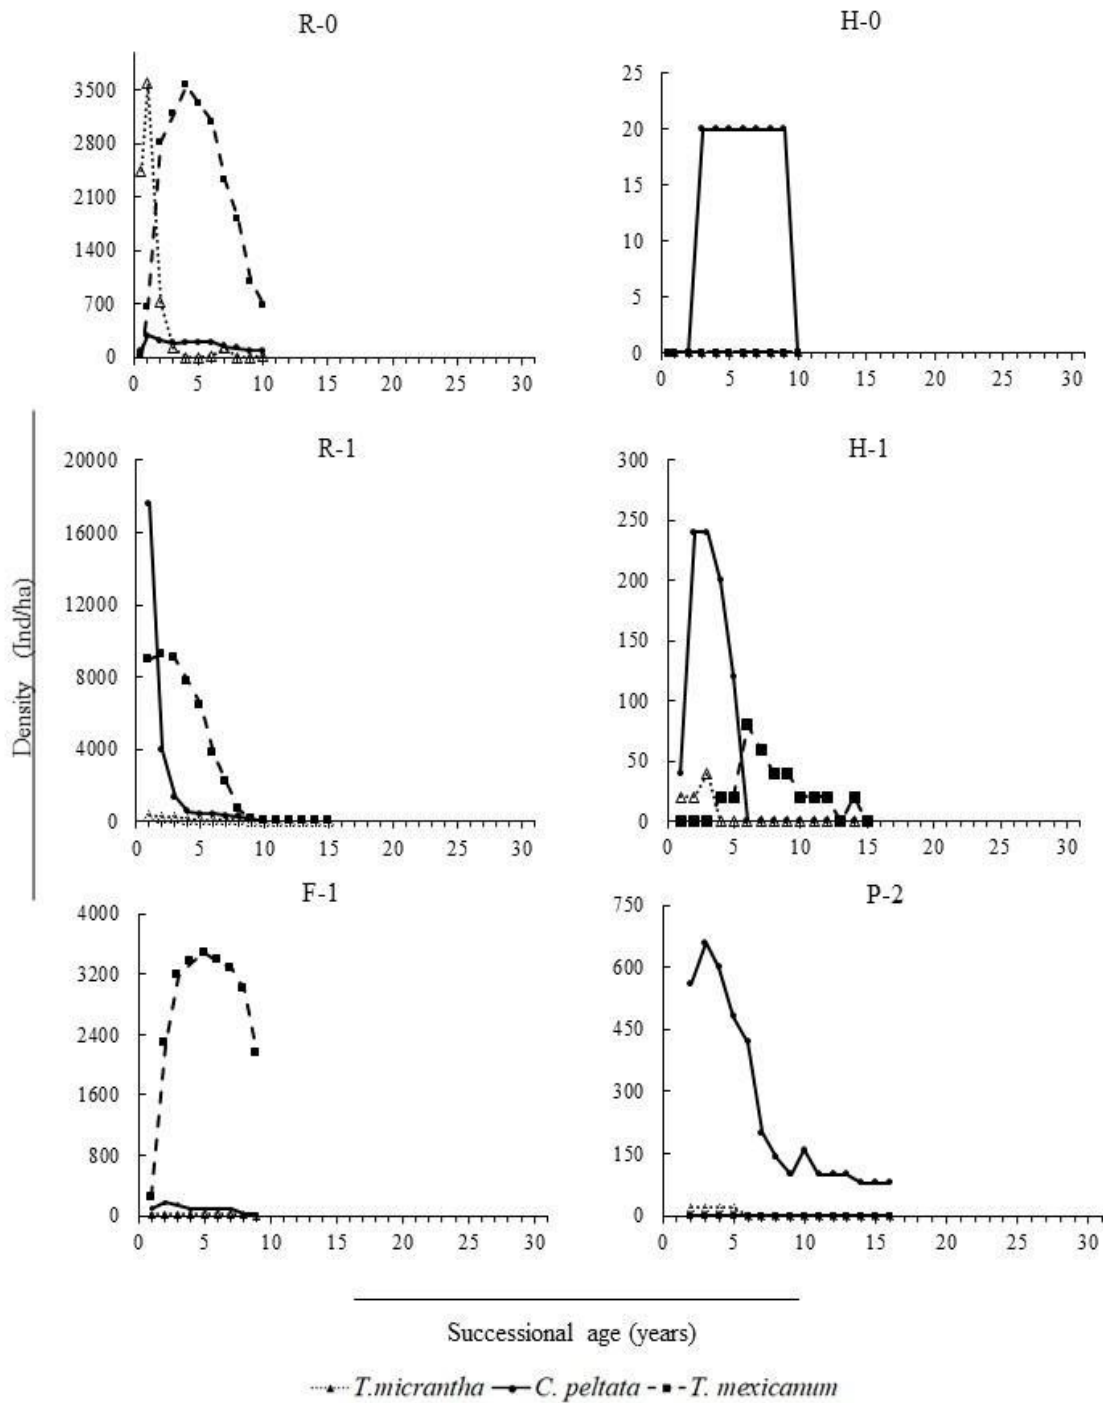 R-0
3500
2800
2100
1400
700
0
0 5 10 15 20 25 30
H-0
25
20
15
10
5
0
0 5 10 15 20 25 30
R-1
20000
16000
12000
8000
4000
0
0 5 10 15 20 25 30
H-1
300
250
200
150
100
50
0
0 5 10 15 20 25 30
F-1
4000
3200
2400
1600
800
0
0 5 10 15 20 25 30
P-2
750
600
450
300
150
0
0 5 10 15 20 25 30
Density (Ind/ha)
Successional age (years)
T.micrantha C. peltata T. mexicanum